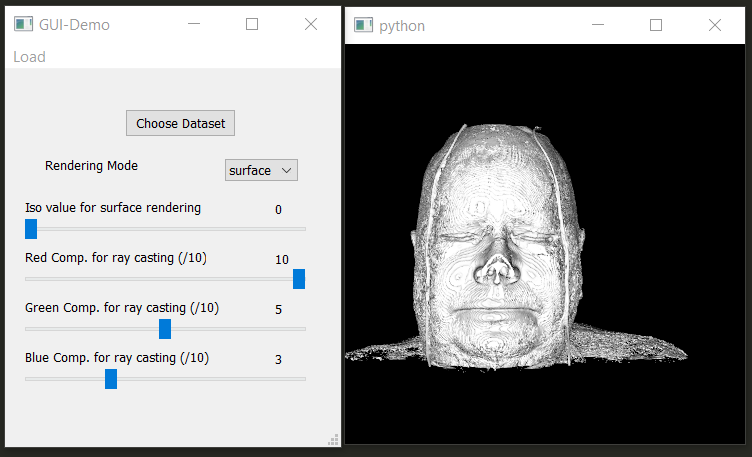 GUI-Demo
Load
Choose Dataset
Rendering Mode
surface
Iso value for surface rendering
0
Red Comp. for ray casting (/10)
10
Green Comp. for ray casting (/10)
5
Blue Comp. for ray casting (/10)
3
python